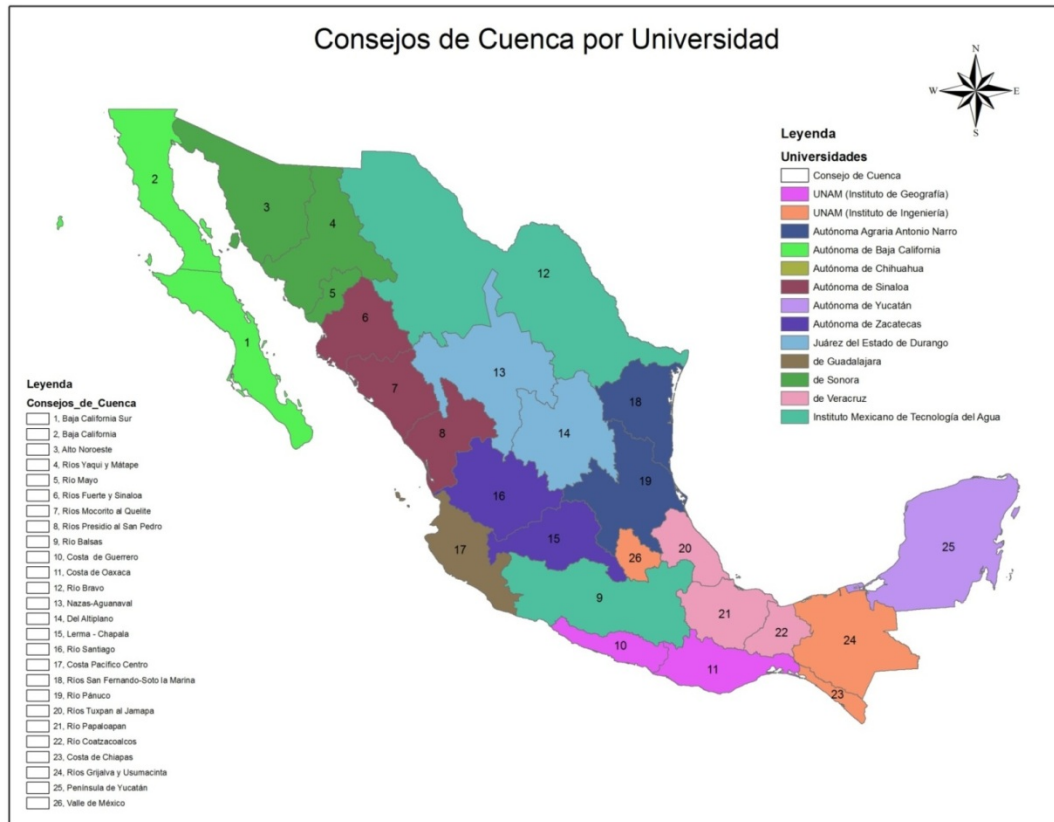 Consejos de Cuenca por Universidad
N
W
E
S
Leyenda
Universidades
Consejo de Cuenca
UNAM (Instituto de Geografía)
UNAM (Instituto de Ingeniería)
Autónoma Agraria Antonio Narro
Autónoma de Baja California
Autónoma de Chihuahua
Autónoma de Sinaloa
Autónoma de Yucatán
Autónoma de Zacatecas
Juárez del Estado de Durango
de Guadalajara
de Sonora
de Veracruz
Instituto Mexicano de Tecnología del Agua
2
3
4
12
5
6
1
13
7
18
8
14
16
19
15
17
26
20
25
9
21
22
24
10
11
23
Leyenda
Consejos_de_Cuenca
1, Baja California Sur
2, Baja California
3, Alto Noroeste
4, Ríos Yaqui y Mátape
5, Río Mayo
6, Ríos Fuerte y Sinaloa
7, Ríos Mocorito al Quelite
8, Ríos Presidio al San Pedro
9, Río Balsas
10, Costa de Guerrero
11, Costa de Oaxaca
12, Río Bravo
13, Nazas-Aguanaval
14, Del Altiplano
15, Lerma - Chapala
16, Río Santiago
17, Costa Pacífico Centro
18, Ríos San Fernando-Soto la Marina
19, Río Pánuco
20, Ríos Tuxpan al Jamapa
21, Río Papaloapan
22, Río Coatzacoalcos
23, Costa de Chiapas
24, Ríos Grijalva y Usumacinta
25, Península de Yucatán
26, Valle de México